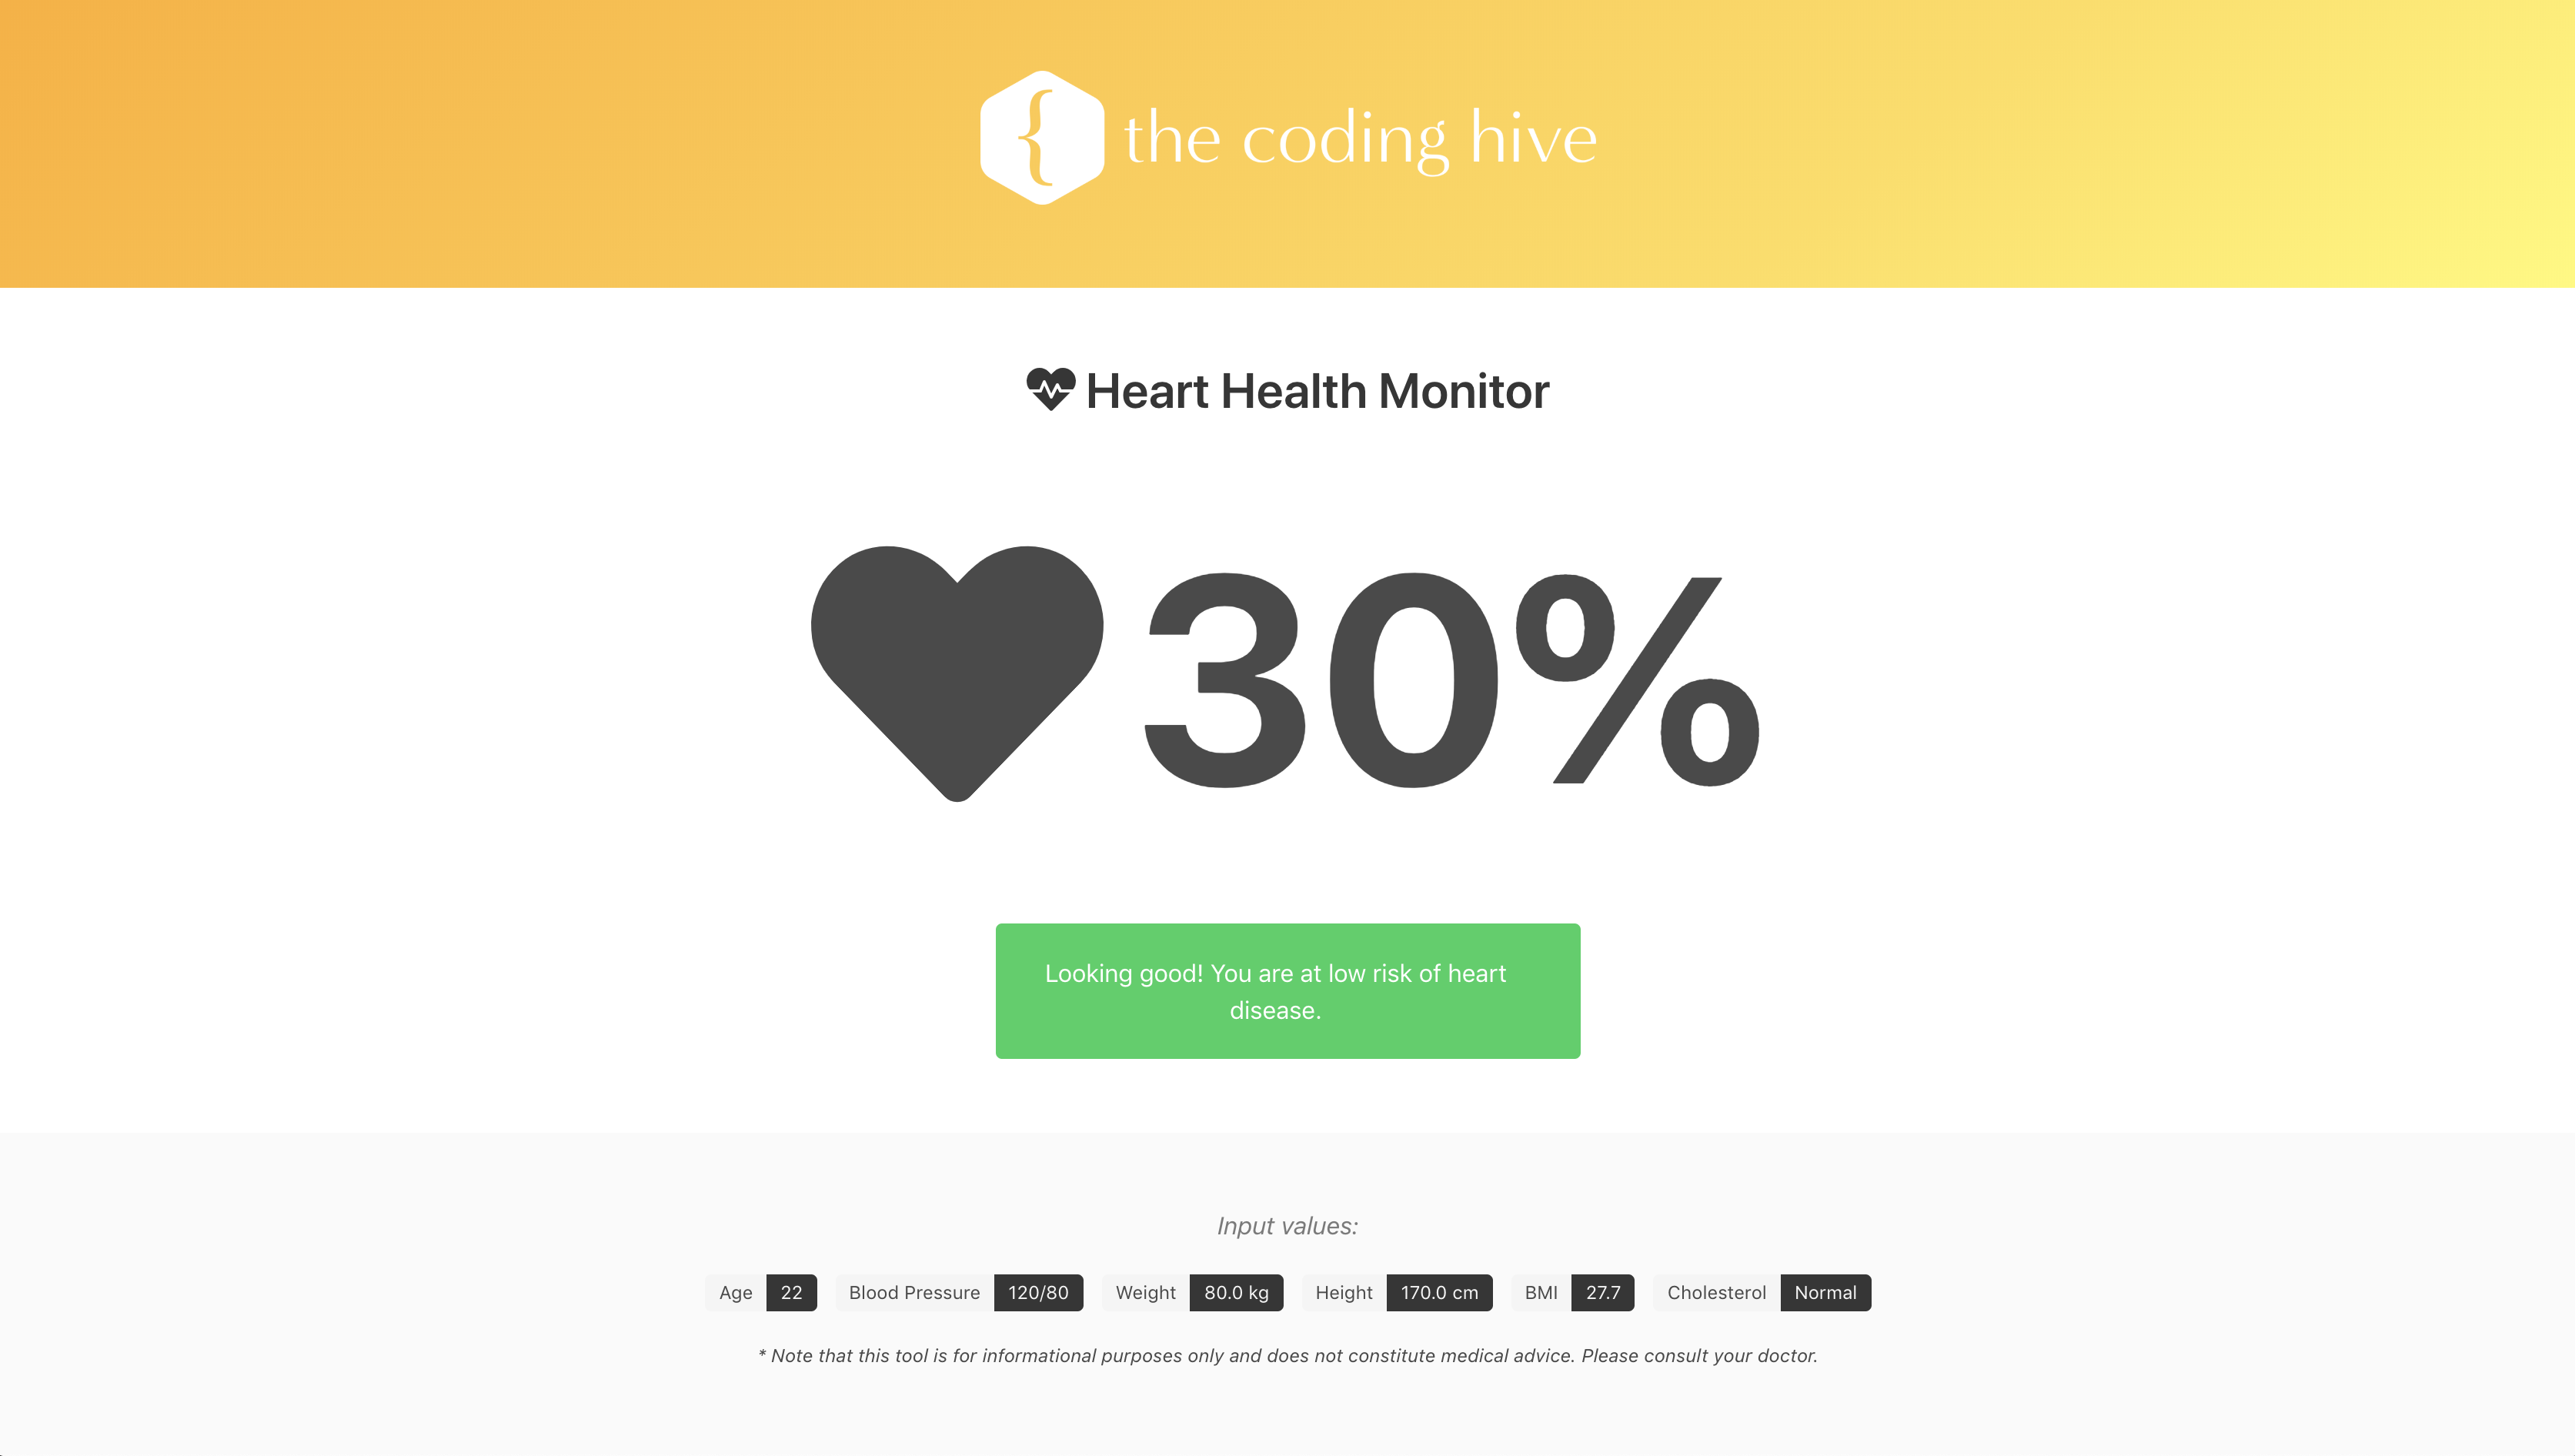 { the coding hive
Heart Health Monitor
30%
Looking good! You are at low risk of heart
disease.
Input values:
Age 22 Blood Pressure 120/80 Weight 80.0 kg Height 170.0 cm BMI 27.7 Cholesterol Normal
* Note that this tool is for informational purposes only and does not constitute medical advice. Please consult your doctor.